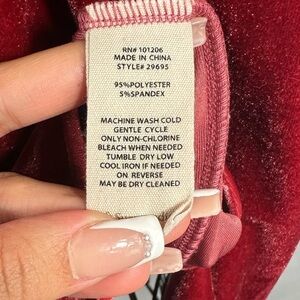 RN# 101206
MADE IN CHINA
STYLE# 29695
95%POLYESTER
5%SPANDEX
MACHINE WASH COLD
GENTLE CYCLE
ONLY NON-CHLORINE
BLEACH WHEN NEEDED
TUMBLE DRY LOW
COOL IRON IF NEEDED
ON REVERSE
MAY BE DRY CLEANED